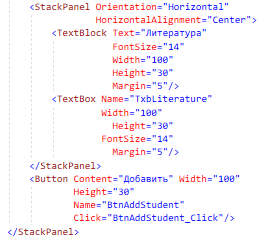 <StackPanel Orientation="Horizontal"
HorizontalAlignment="Center">
<TextBlock Text="Литература"
FontSize="14"
Width="100"
Height="30"
Margin="5"/>
<TextBox Name="TxbLiterature"
Width="100"
Height="30"
FontSize="14"
Margin="5"/>
</StackPanel>
<Button Content="Добавить" Width="100"
Height="30"
Name="BtnAddStudent"
Click="BtnAddStudent_Click"/>
</StackPanel>